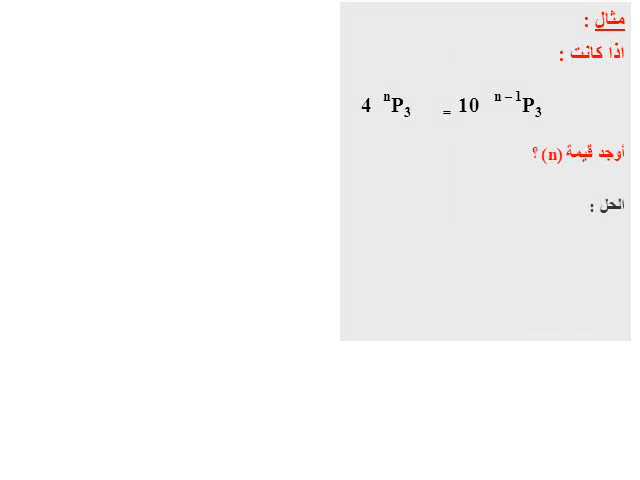 مثال :
اذا كانت :
4 ⁿP₃ = 10 ⁿ⁻¹P₃
أوجد قيمة (n) ؟
الحل :